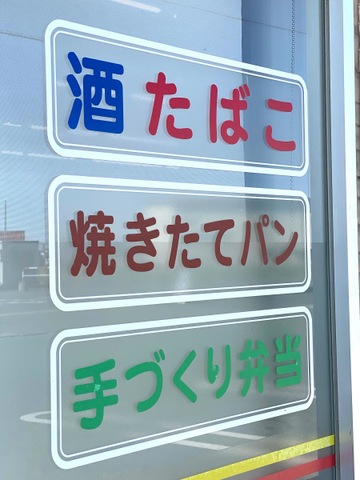 酒 たばこ
焼きたてパン
手づくり弁当